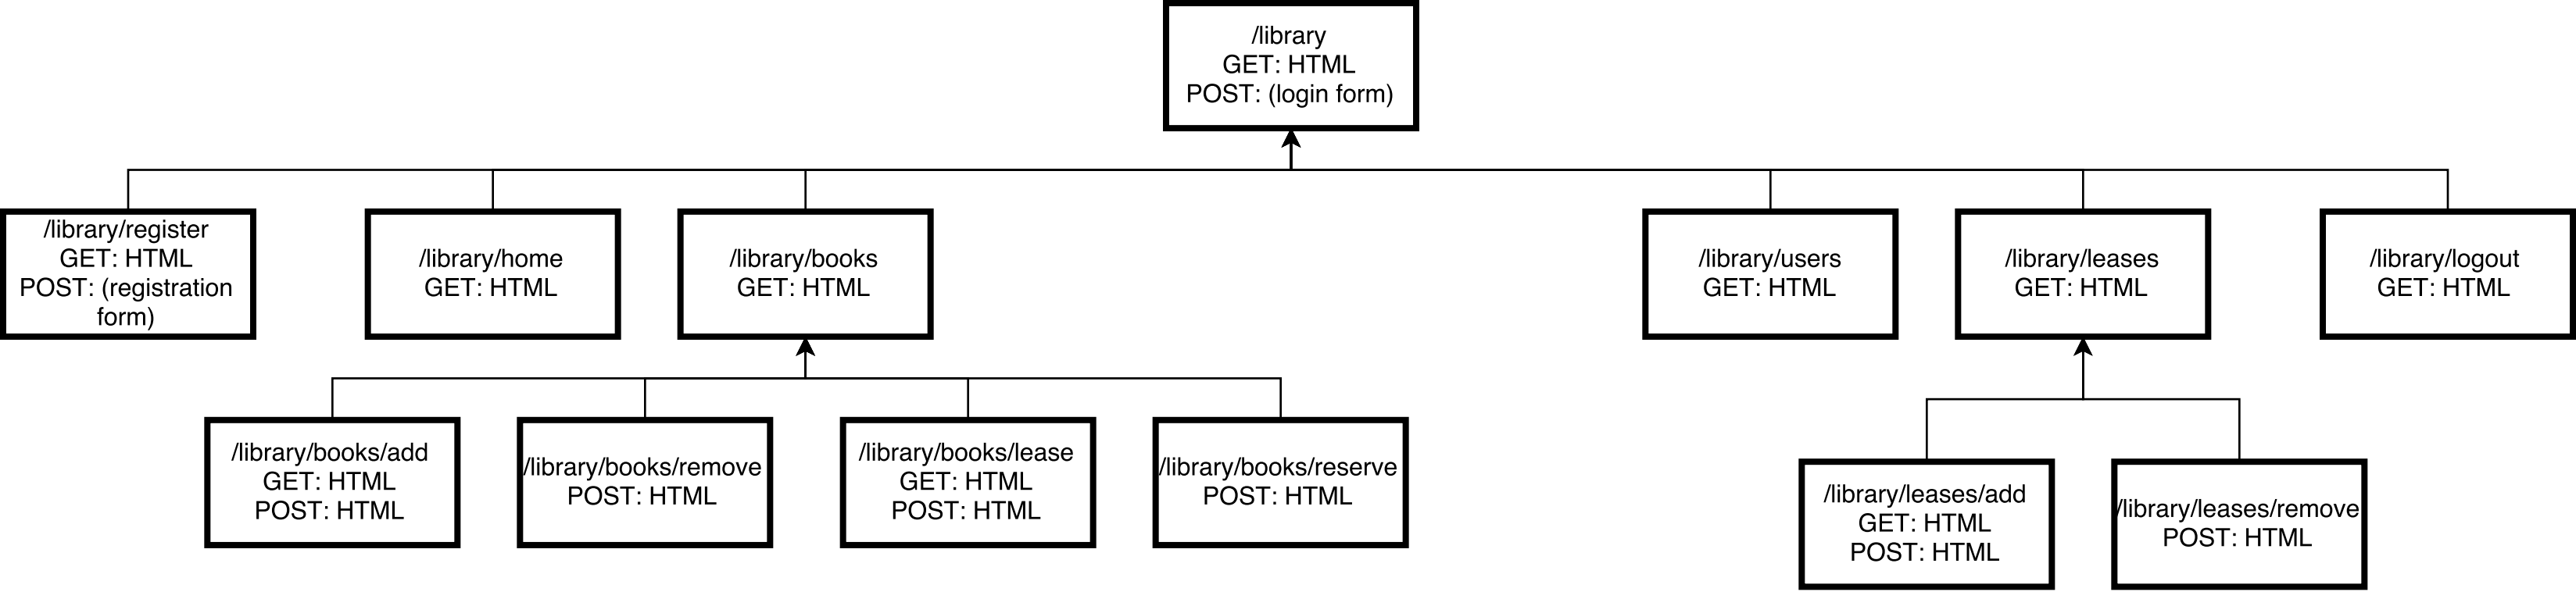 /library
GET: HTML
POST: (login form)
/library/register
GET: HTML
POST: (registration
form)
/library/home
GET: HTML
/library/books
GET: HTML
/library/users
GET: HTML
/library/leases
GET: HTML
/library/logout
GET: HTML
/library/books/add
GET: HTML
POST: HTML
/library/books/remove
POST: HTML
/library/books/lease
GET: HTML
POST: HTML
/library/books/reserve
POST: HTML
/library/leases/add
GET: HTML
POST: HTML
/library/leases/remove
POST: HTML